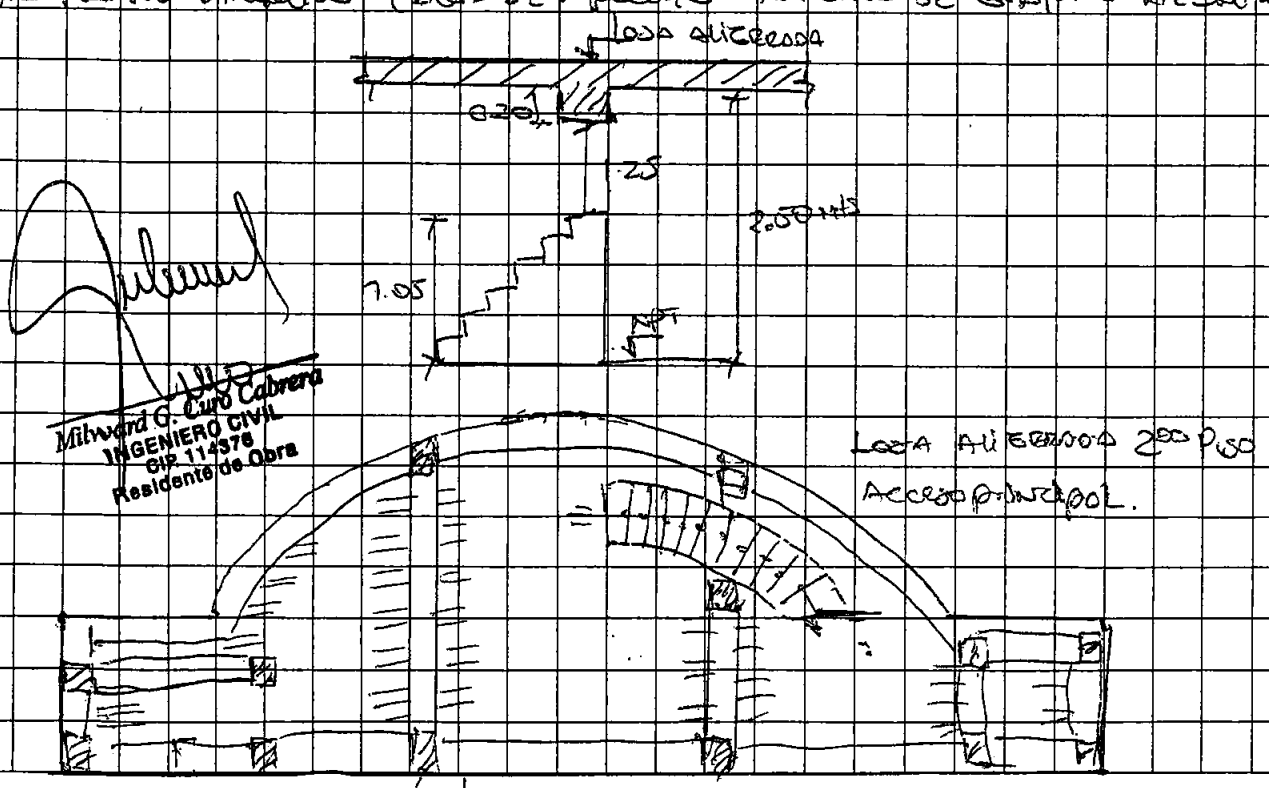 LOSA ALIGERADA
0.20
.25
2.50 MTS
1.05
NPT
Milward G. Curo Cabrera
INGENIERO CIVIL
CIP 114376
Residente de Obra
LOSA ALIGERADA 2DO PISO
ACCESO PRINCIPAL.